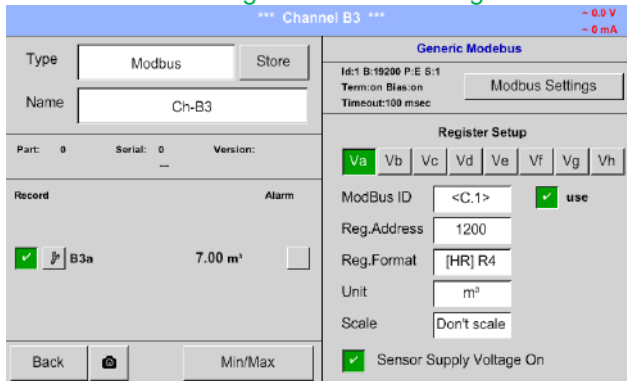 *** Channel B3 ***
~ 0.0 V
~ 0 mA
Type
Modbus
Store
Name
Ch-B3
Part: 0 Serial: 0 Version:
---
Record
Alarm
B3a
7.00 m³
Back
Min/Max
Generic Modebus
Id:1 B:19200 P:E S:1
Term:on Bias:on
Timeout:100 msec
Modbus Settings
Register Setup
Va Vb Vc Vd Ve Vf Vg Vh
ModBus ID
<C.1>
use
Reg.Address
1200
Reg.Format
[HR] R4
Unit
m³
Scale
Don't scale
Sensor Supply Voltage On